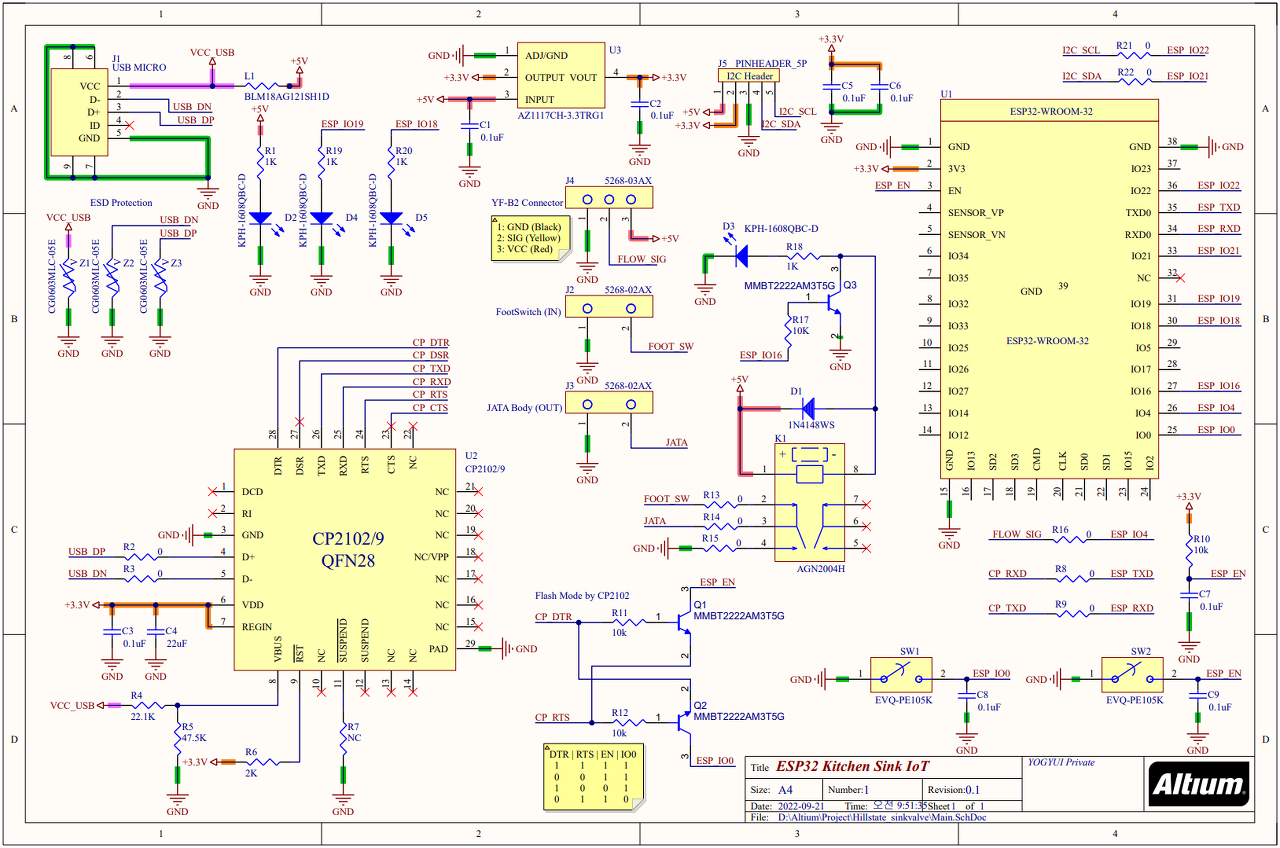 1 2 3 4
A B C D
J1
USB MICRO
8 6
VCC 1
D- 2
D+ 3
ID 4
GND 5
9 7
VCC_USB
L1
BLM18AG121SH1D
+5V
USB_DN
USB_DP
GND
ESD Protection
VCC_USB
USB_DN
USB_DP
CG0603MLC-05E Z1
CG0603MLC-05E Z2
CG0603MLC-05E Z3
GND GND GND
+5V
ESP_IO19
ESP_IO18
R1
1K
R19
1K
R20
1K
KPH-1608QBC-D D2
KPH-1608QBC-D D4
KPH-1608QBC-D D5
GND GND GND
U3
GND 1 ADJ/GND
+3.3V 2 OUTPUT VOUT 4 +3.3V
+5V 3 INPUT
AZ1117CH-3.3TRG1
C1
0.1uF
GND
C2
0.1uF
GND
J5 PINHEADER_5P
I2C Header
1 2 3 4 5
+5V
+3.3V
I2C_SCL
I2C_SDA
GND
+3.3V
C5
0.1uF
C6
0.1uF
GND
I2C_SCL R21 0 ESP_IO22
I2C_SDA R22 0 ESP_IO21
U1
ESP32-WROOM-32
GND 1 GND
+3.3V 2 3V3
ESP_EN 3 EN
4 SENSOR_VP
5 SENSOR_VN
6 IO34
7 IO35
8 IO32
9 IO33
10 IO25
11 IO26
12 IO27
13 IO14
14 IO12
GND 38 GND
IO23 37
IO22 36 ESP_IO22
TXD0 35 ESP_TXD
RXD0 34 ESP_RXD
IO21 33 ESP_IO21
NC 32
IO19 31 ESP_IO19
IO18 30 ESP_IO18
IO5 29
IO17 28
IO16 27 ESP_IO16
IO4 26 ESP_IO4
IO0 25 ESP_IO0
GND 39
ESP32-WROOM-32
GND IO13 SD2 SD3 CMD CLK SD0 SD1 IO15 IO2
15 16 17 18 19 20 21 22 23 24
GND
J4 5268-03AX
YF-B2 Connector
1 2 3
1: GND (Black)
2: SIG (Yellow)
3: VCC (Red)
+5V
FLOW_SIG
GND
J2 5268-02AX
FootSwitch (IN)
1 2
FOOT_SW
GND
J3 5268-02AX
JATA Body (OUT)
1 2
JATA
GND
D3
KPH-1608QBC-D
R18
1K
GND
MMBT2222AM3T5G
Q3
3
1
2
R17
10K
ESP_IO16
GND
+5V
D1
1N4148WS
K1
+ -
1 8
FOOT_SW R13 0 2 7
JATA R14 0 3 6
GND R15 0 4 5
AGN2004H
CP_DTR
CP_DSR
CP_TXD
CP_RXD
CP_RTS
CP_CTS
28 27 26 25 24 23 22
DTR DSR TXD RXD RTS CTS NC
U2
CP2102/9
1 DCD
2 RI
GND 3 GND
USB_DP R2 0 4 D+
USB_DN R3 0 5 D-
+3.3V 6 VDD
7 REGIN
CP2102/9
QFN28
NC 21
NC 20
NC 19
NC/VPP 18
NC 17
NC 16
NC 15
PAD 29 GND
VBUS RST NC SUSPEND SUSPEND NC NC
8 9 10 11 12 13 14
C3
0.1uF
C4
22uF
GND GND
VCC_USB R4
22.1K
R5
47.5K
+3.3V R6
2K
GND
R7
NC
GND
Flash Mode by CP2102
CP_DTR R11
10k
1
Q1
MMBT2222AM3T5G
3
2
ESP_EN
CP_RTS R12
10k
1
Q2
MMBT2222AM3T5G
2
3
ESP_IO0
DTR | RTS | EN | IO0
1 1 1 1
0 0 1 1
1 0 0 1
0 1 1 0
FLOW_SIG R16 0 ESP_IO4
CP_RXD R8 0 ESP_TXD
CP_TXD R9 0 ESP_RXD
+3.3V
R10
10k
ESP_EN
C7
0.1uF
GND
SW1
GND 1 2 ESP_IO0
EVQ-PE105K
C8
0.1uF
GND
SW2
GND 1 2 ESP_EN
EVQ-PE105K
C9
0.1uF
GND
Title ESP32 Kitchen Sink IoT
Size: A4 Number:1 Revision:0.1
Date: 2022-09-21 Time: 오전 9:51:35 Sheet 1 of 1
File: D:\Altium\Project\Hillstate_sinkvalve\Main.SchDoc
YOGYUI Private
Altıum
1 2 3 4
A B C D